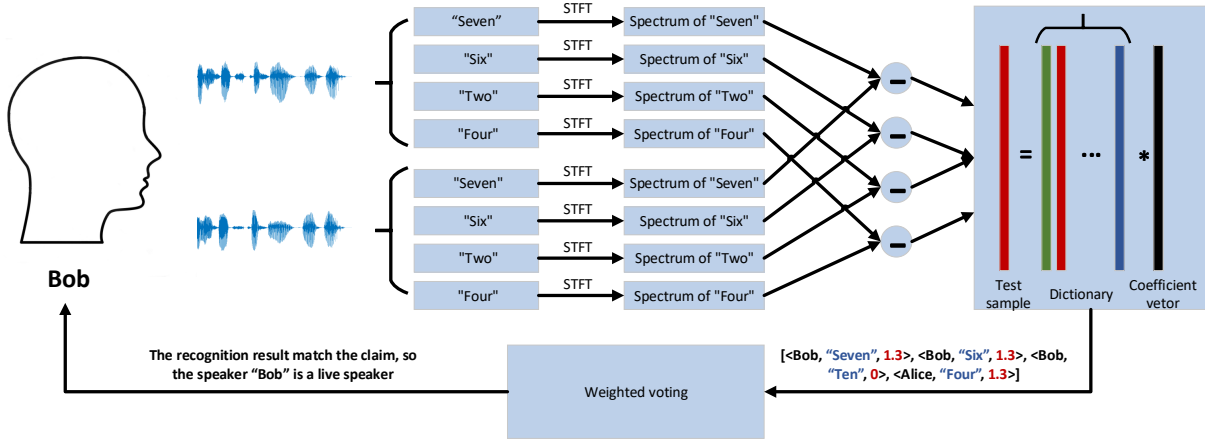 “Seven”
STFT
Spectrum of "Seven"
"Six"
STFT
Spectrum of "Six"
"Two"
STFT
Spectrum of "Two"
"Four"
STFT
Spectrum of "Four"
"Seven"
STFT
Spectrum of "Seven"
"Six"
STFT
Spectrum of "Six"
"Two"
STFT
Spectrum of "Two"
"Four"
STFT
Spectrum of "Four"
−
−
−
−
=
...
*
Test
sample
Dictionary
Coefficient
vetor
Bob
The recognition result match the claim, so
the speaker “Bob” is a live speaker
Weighted voting
[<Bob, “Seven”, 1.3>, <Bob, “Six”, 1.3>, <Bob,
“Ten”, 0>, <Alice, “Four”, 1.3>]